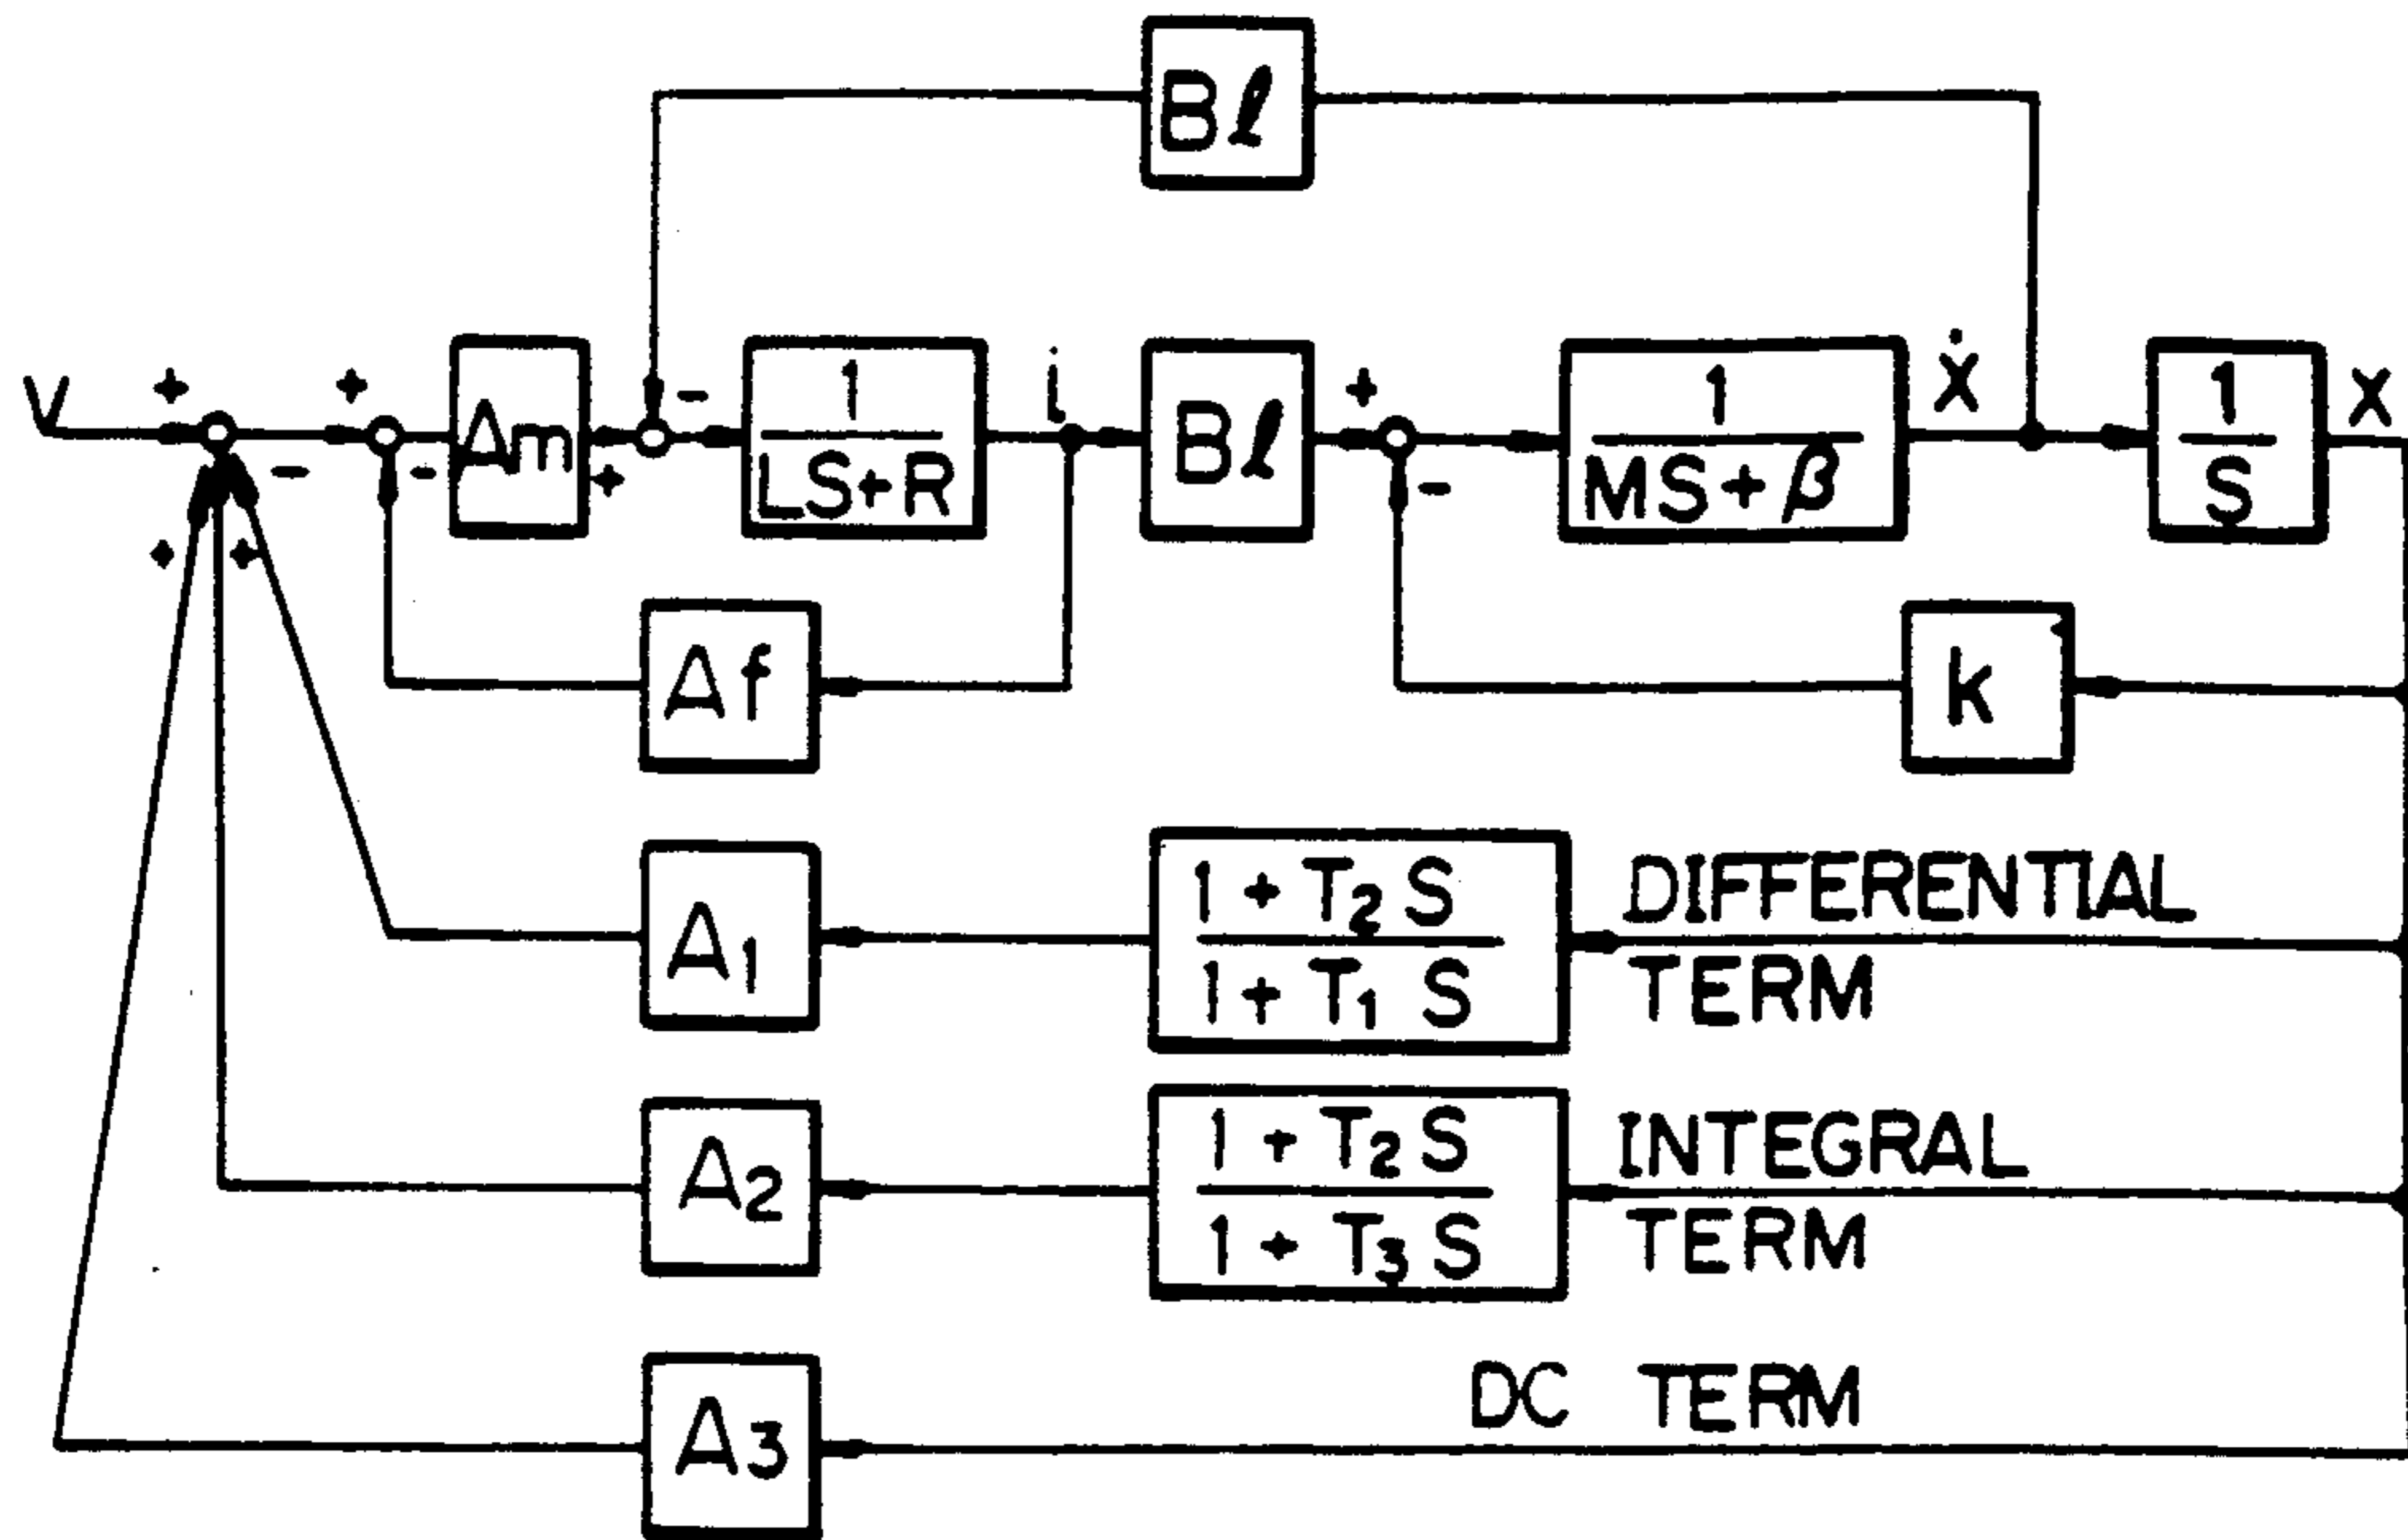 Bℓ
V + + Am - + 1/LS+R i Bℓ + 1/MS+β ẋ 1/S x
- - -
+ +
Af k
A1 1+T2S/1+T1S DIFFERENTIAL
TERM
A2 1+T2S/1+T3S INTEGRAL
TERM
A3 DC TERM